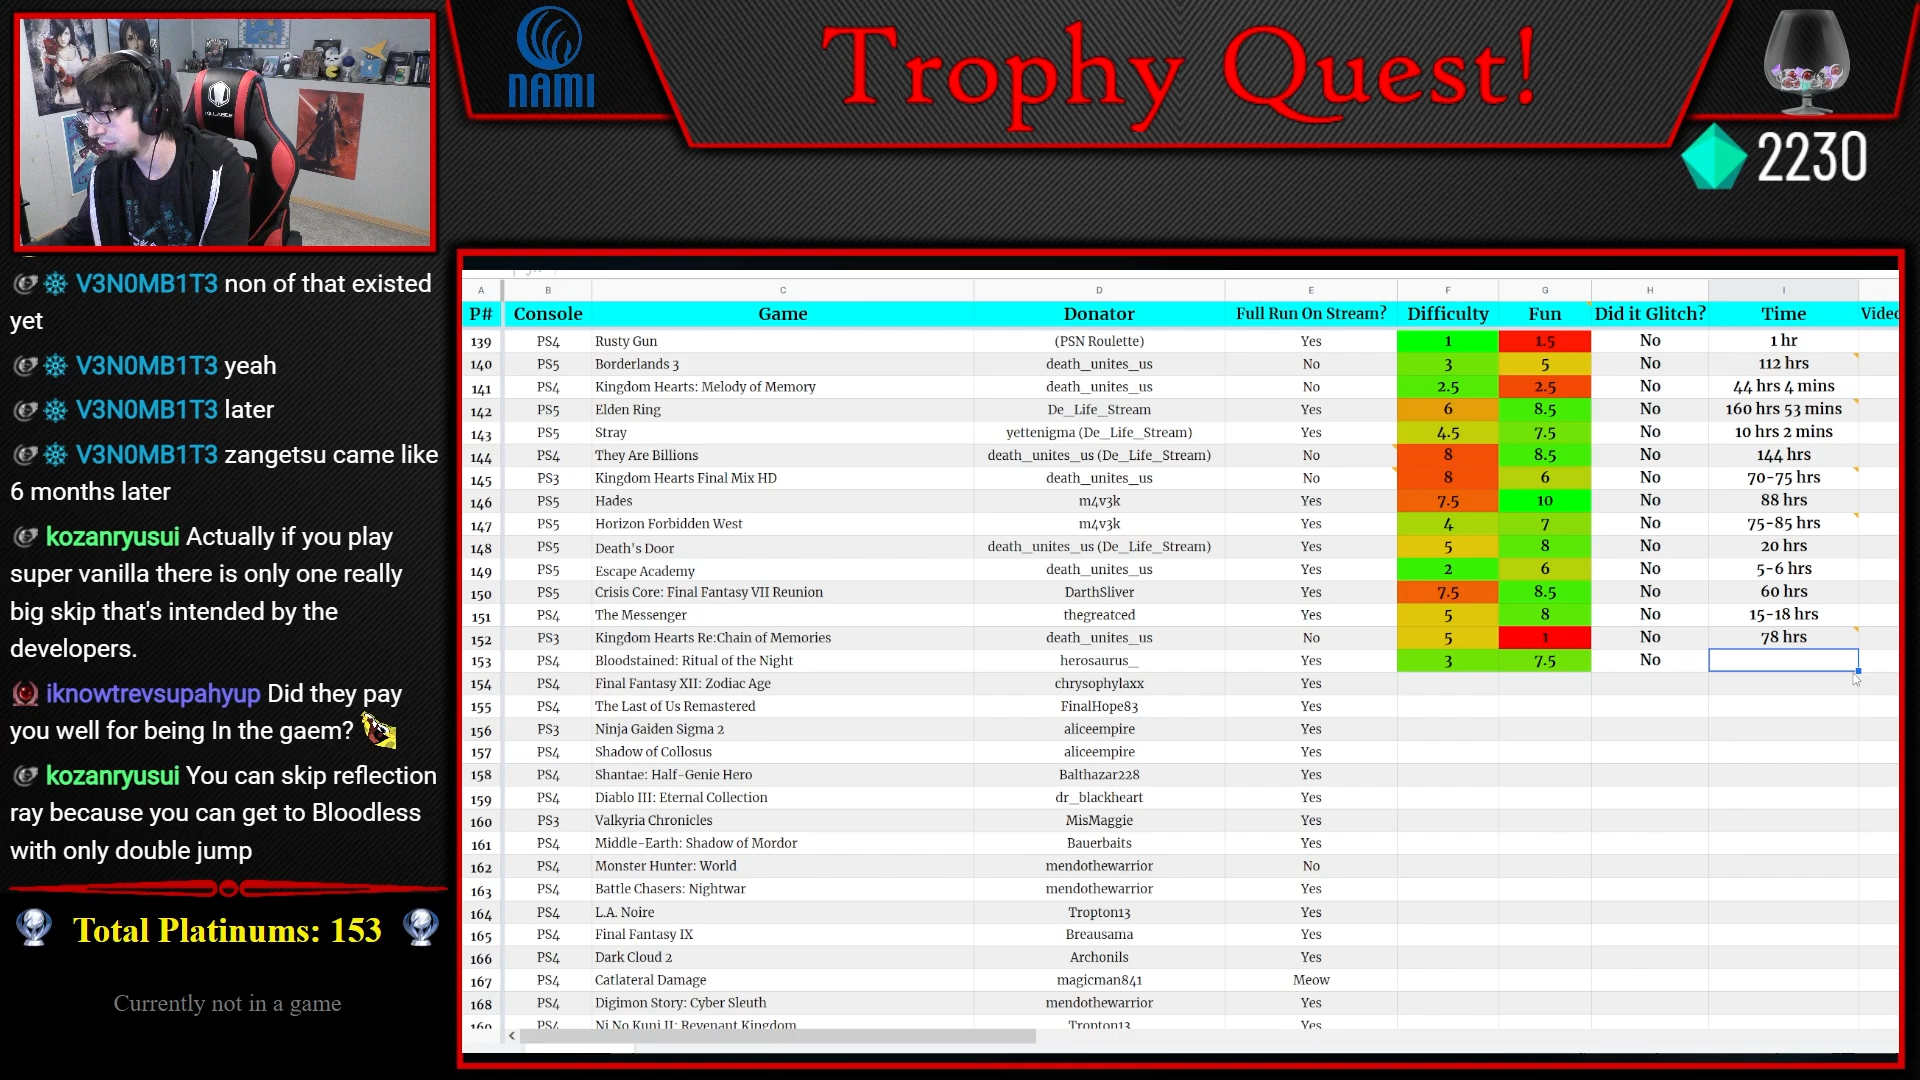 NAMI
Trophy Quest!
2230
KILLABEE
V3N0MB1T3 non of that existed
yet
V3N0MB1T3 yeah
V3N0MB1T3 later
V3N0MB1T3 zangetsu came like
6 months later
kozanryusui Actually if you play
super vanilla there is only one really
big skip that's intended by the
developers.
iknowtrevsupahyup Did they pay
you well for being In the gaem?
kozanryusui You can skip reflection
ray because you can get to Bloodless
with only double jump
Total Platinums: 153
Currently not in a game
A B C D E F G H I
P# Console Game Donator Full Run On Stream? Difficulty Fun Did it Glitch? Time Video
139 PS4 Rusty Gun (PSN Roulette) Yes 1 1.5 No 1 hr
140 PS5 Borderlands 3 death_unites_us No 3 5 No 112 hrs
141 PS4 Kingdom Hearts: Melody of Memory death_unites_us No 2.5 2.5 No 44 hrs 4 mins
142 PS5 Elden Ring De_Life_Stream Yes 6 8.5 No 160 hrs 53 mins
143 PS5 Stray yettenigma (De_Life_Stream) Yes 4.5 7.5 No 10 hrs 2 mins
144 PS4 They Are Billions death_unites_us (De_Life_Stream) No 8 8.5 No 144 hrs
145 PS3 Kingdom Hearts Final Mix HD death_unites_us No 8 6 No 70-75 hrs
146 PS5 Hades m4v3k Yes 7.5 10 No 88 hrs
147 PS5 Horizon Forbidden West m4v3k Yes 4 7 No 75-85 hrs
148 PS5 Death's Door death_unites_us (De_Life_Stream) Yes 5 8 No 20 hrs
149 PS5 Escape Academy death_unites_us Yes 2 6 No 5-6 hrs
150 PS5 Crisis Core: Final Fantasy VII Reunion DarthSliver Yes 7.5 8.5 No 60 hrs
151 PS4 The Messenger thegreatced Yes 5 8 No 15-18 hrs
152 PS3 Kingdom Hearts Re:Chain of Memories death_unites_us No 5 1 No 78 hrs
153 PS4 Bloodstained: Ritual of the Night herosaurus_ Yes 3 7.5 No
154 PS4 Final Fantasy XII: Zodiac Age chrysophylaxx Yes
155 PS4 The Last of Us Remastered FinalHope83 Yes
156 PS3 Ninja Gaiden Sigma 2 aliceempire Yes
157 PS4 Shadow of Collosus aliceempire Yes
158 PS4 Shantae: Half-Genie Hero Balthazar228 Yes
159 PS4 Diablo III: Eternal Collection dr_blackheart Yes
160 PS3 Valkyria Chronicles MisMaggie Yes
161 PS4 Middle-Earth: Shadow of Mordor Bauerbaits Yes
162 PS4 Monster Hunter: World mendothewarrior No
163 PS4 Battle Chasers: Nightwar mendothewarrior Yes
164 PS4 L.A. Noire Tropton13 Yes
165 PS4 Final Fantasy IX Breausama Yes
166 PS4 Dark Cloud 2 Archonils Yes
167 PS4 Catlateral Damage magicman841 Meow
168 PS4 Digimon Story: Cyber Sleuth mendothewarrior Yes
169 PS4 Ni No Kuni II: Revenant Kingdom Tropton13 Yes